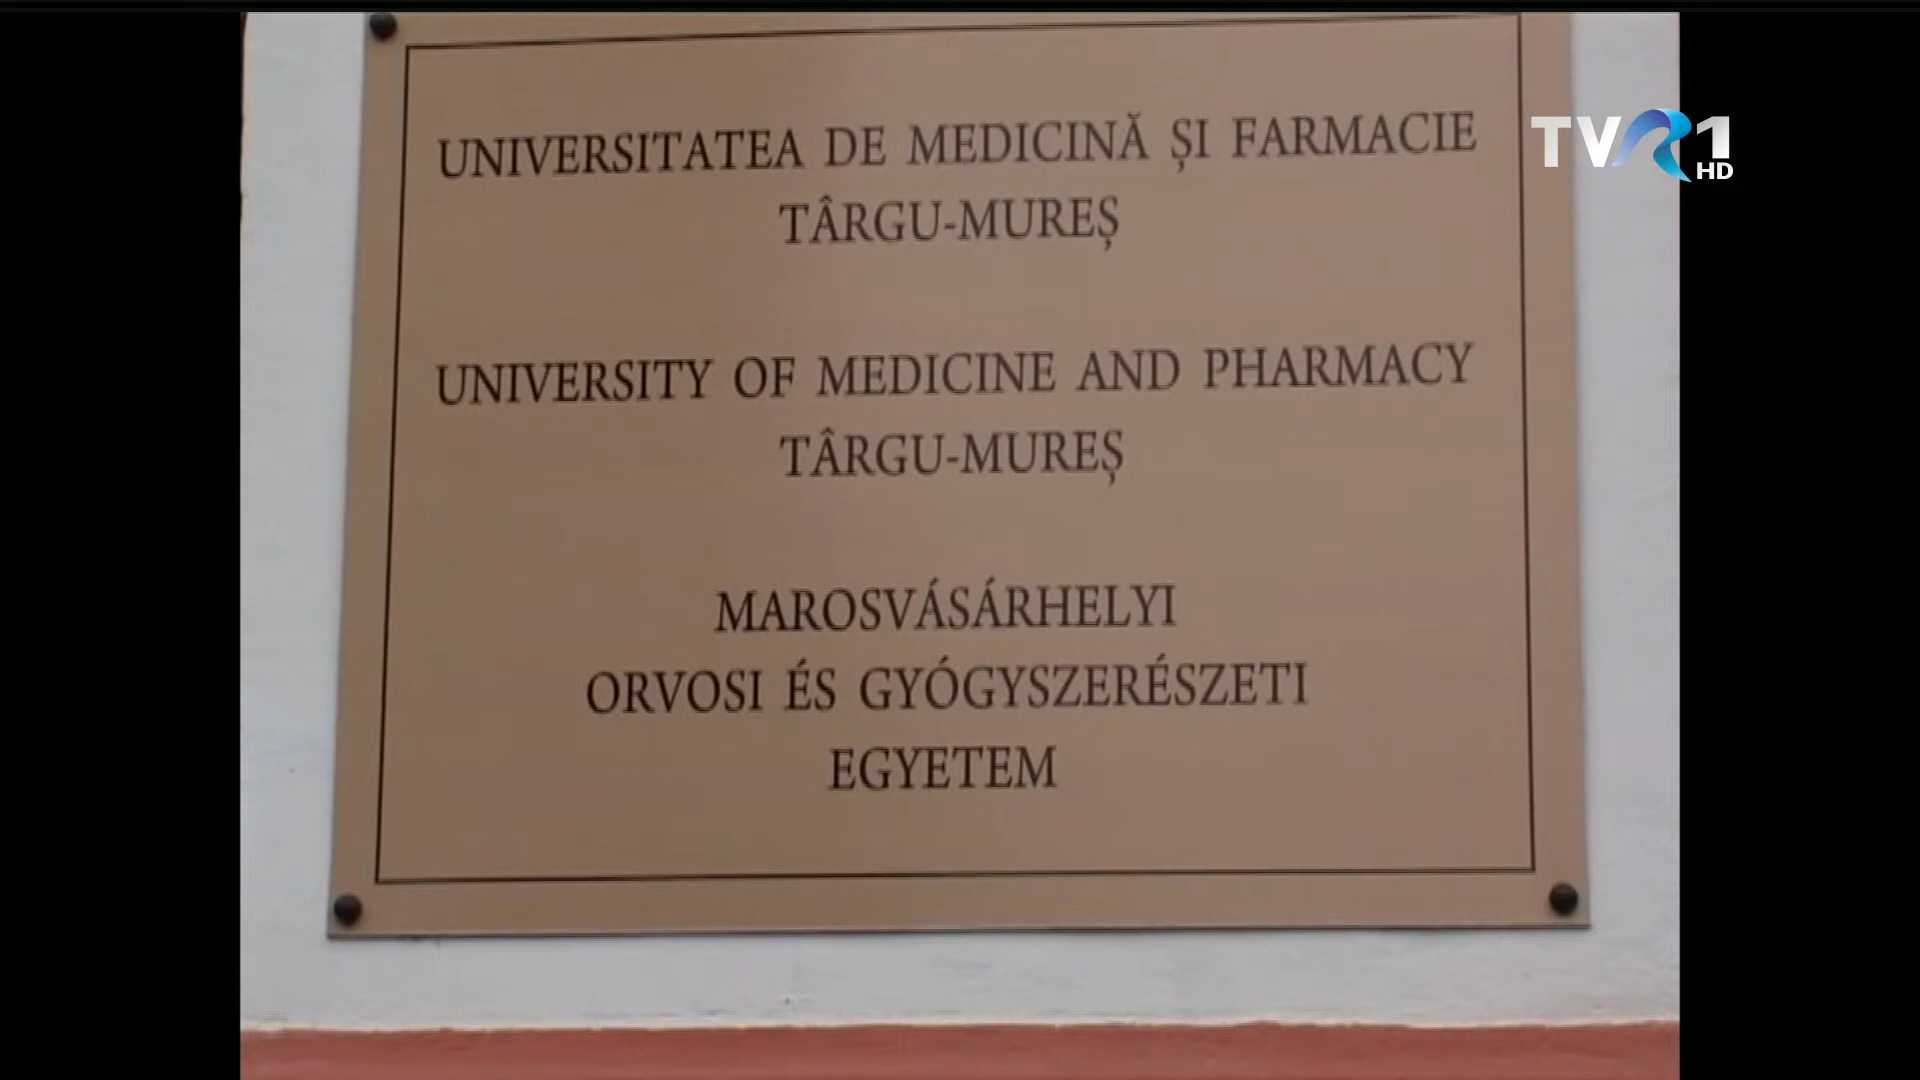 UNIVERSITATEA DE MEDICINĂ ȘI FARMACIE
TÂRGU-MUREȘ
UNIVERSITY OF MEDICINE AND PHARMACY
TÂRGU-MUREȘ
MAROSVÁSÁRHELYI
ORVOSI ÉS GYÓGYSZERÉSZETI
EGYETEM
TVR1
HD